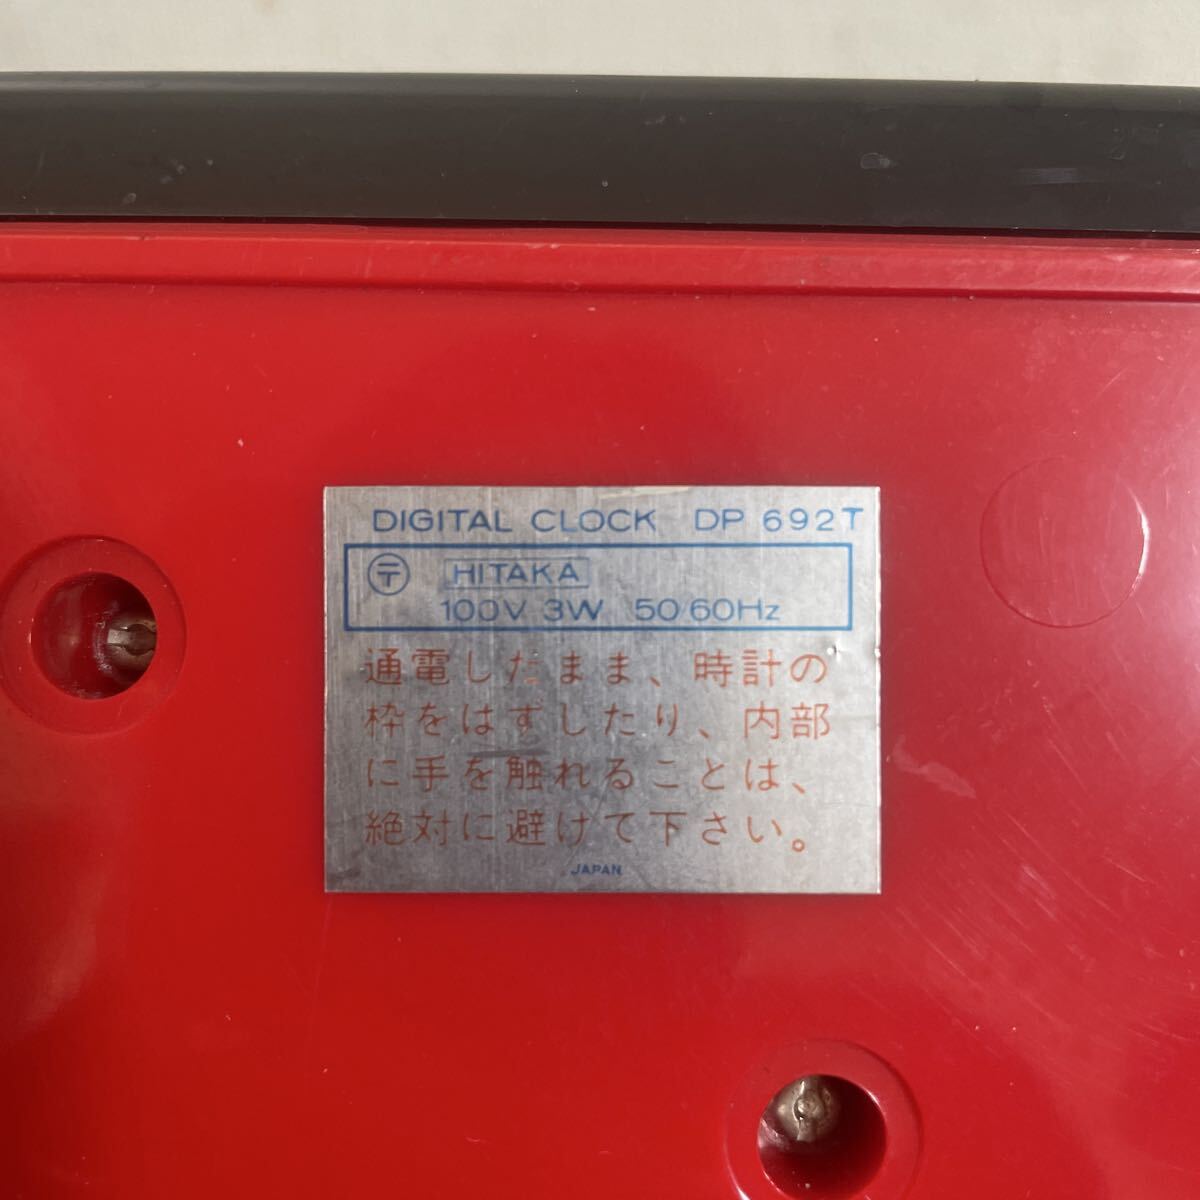 DIGITAL CLOCK DP 692T
〒 HITAKA
100V 3W 50/60Hz
通電したまま、時計の
枠をはずしたり、内部
に手を触れることは、
絶対に避けて下さい。
JAPAN